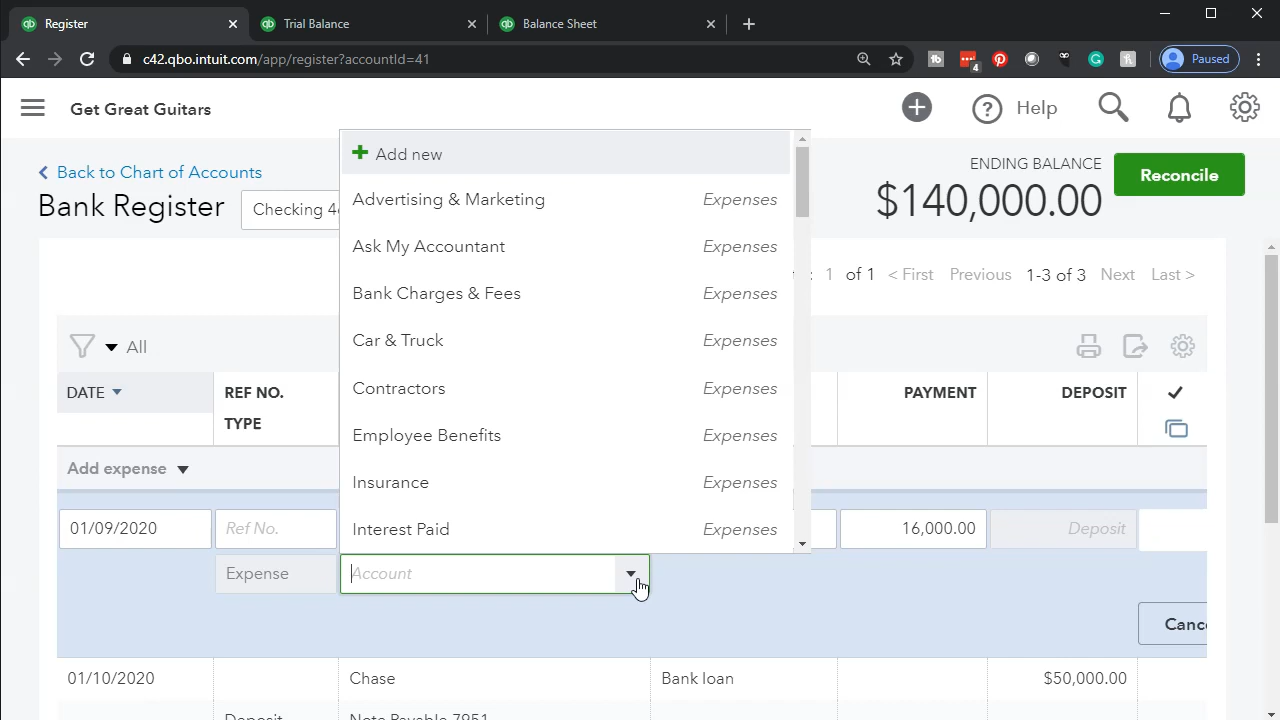 Register
Trial Balance
Balance Sheet
c42.qbo.intuit.com/app/register?accountId=41
4
Paused
Get Great Guitars
Help
Back to Chart of Accounts
Bank Register
Checking
ENDING BALANCE
$140,000.00
Reconcile
Add new
Advertising & Marketing Expenses
Ask My Accountant Expenses
Bank Charges & Fees Expenses
Car & Truck Expenses
Contractors Expenses
Employee Benefits Expenses
Insurance Expenses
Interest Paid Expenses
1 of 1 < First Previous 1-3 of 3 Next Last >
All
DATE REF NO. PAYMENT DEPOSIT
TYPE
Add expense
01/09/2020 Ref No. 16,000.00 Deposit
Expense Account
Canc
01/10/2020 Chase Bank loan $50,000.00
Deposit Note Payable 7951